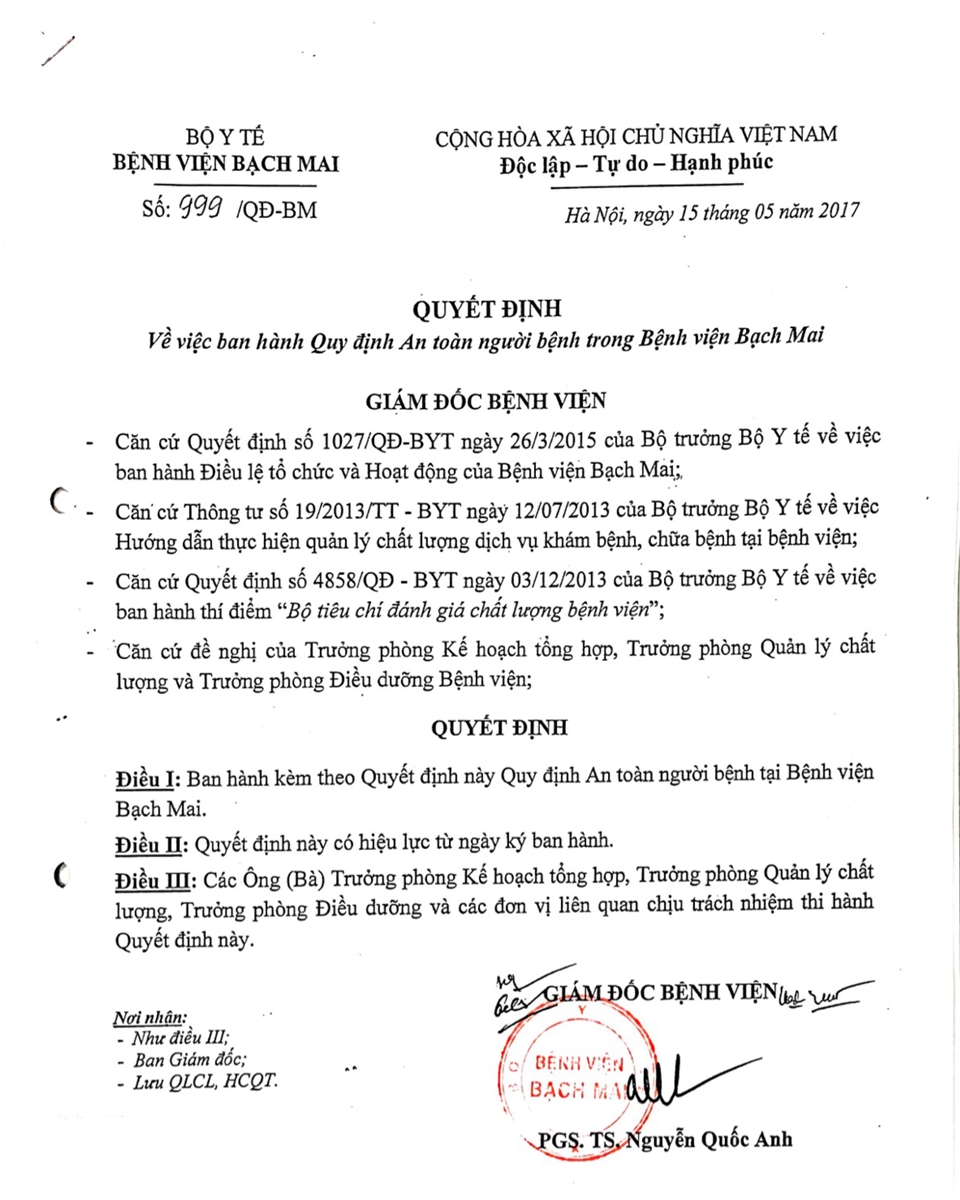 BỘ Y TẾ
BỆNH VIỆN BẠCH MAI
Số: 999 /QĐ-BM
CỘNG HÒA XÃ HỘI CHỦ NGHĨA VIỆT NAM
Độc lập – Tự do – Hạnh phúc
Hà Nội, ngày 15 tháng 05 năm 2017
QUYẾT ĐỊNH
Về việc ban hành Quy định An toàn người bệnh trong Bệnh viện Bạch Mai
GIÁM ĐỐC BỆNH VIỆN
- Căn cứ Quyết định số 1027/QĐ-BYT ngày 26/3/2015 của Bộ trưởng Bộ Y tế về việc
ban hành Điều lệ tổ chức và Hoạt động của Bệnh viện Bạch Mai;
- Căn cứ Thông tư số 19/2013/TT - BYT ngày 12/07/2013 của Bộ trưởng Bộ Y tế về việc
Hướng dẫn thực hiện quản lý chất lượng dịch vụ khám bệnh, chữa bệnh tại bệnh viện;
- Căn cứ Quyết định số 4858/QĐ - BYT ngày 03/12/2013 của Bộ trưởng Bộ Y tế về việc
ban hành thí điểm “Bộ tiêu chí đánh giá chất lượng bệnh viện”;
- Căn cứ đề nghị của Trưởng phòng Kế hoạch tổng hợp, Trưởng phòng Quản lý chất
lượng và Trưởng phòng Điều dưỡng Bệnh viện;
QUYẾT ĐỊNH
Điều I: Ban hành kèm theo Quyết định này Quy định An toàn người bệnh tại Bệnh viện
Bạch Mai.
Điều II: Quyết định này có hiệu lực từ ngày ký ban hành.
Điều III: Các Ông (Bà) Trưởng phòng Kế hoạch tổng hợp, Trưởng phòng Quản lý chất
lượng, Trưởng phòng Điều dưỡng và các đơn vị liên quan chịu trách nhiệm thi hành
Quyết định này.
Nơi nhận:
- Như điều III;
- Ban Giám đốc;
- Lưu QLCL, HCQT.
GIÁM ĐỐC BỆNH VIỆN
BỆNH VIỆN
BẠCH MAI
PGS. TS. Nguyễn Quốc Anh